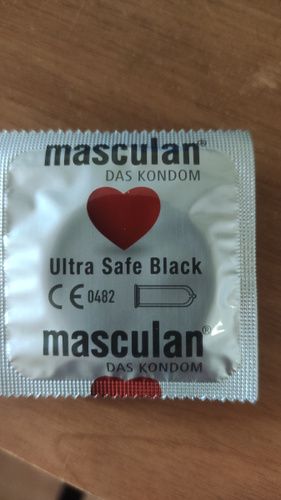 masculan®
DAS KONDOM
Ultra Safe Black
CE 0482
masculan®
DAS KONDOM